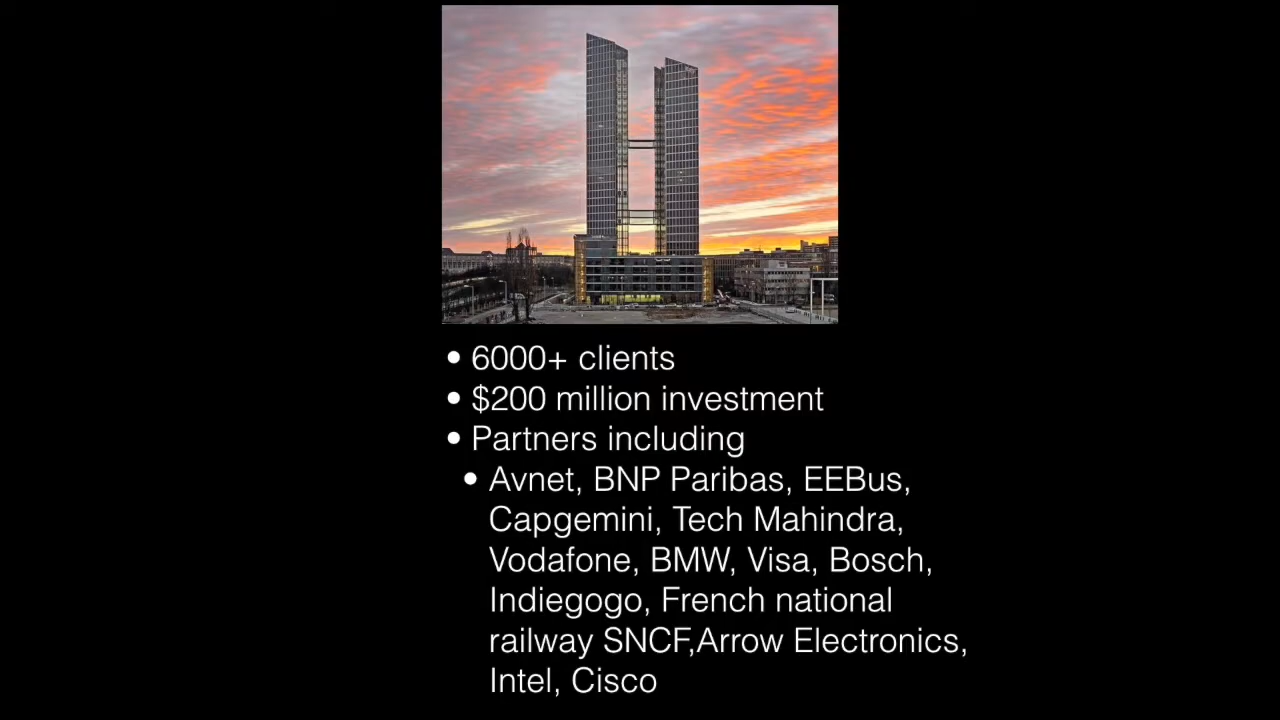 • 6000+ clients
• $200 million investment
• Partners including
• Avnet, BNP Paribas, EEBus,
Capgemini, Tech Mahindra,
Vodafone, BMW, Visa, Bosch,
Indiegogo, French national
railway SNCF,Arrow Electronics,
Intel, Cisco